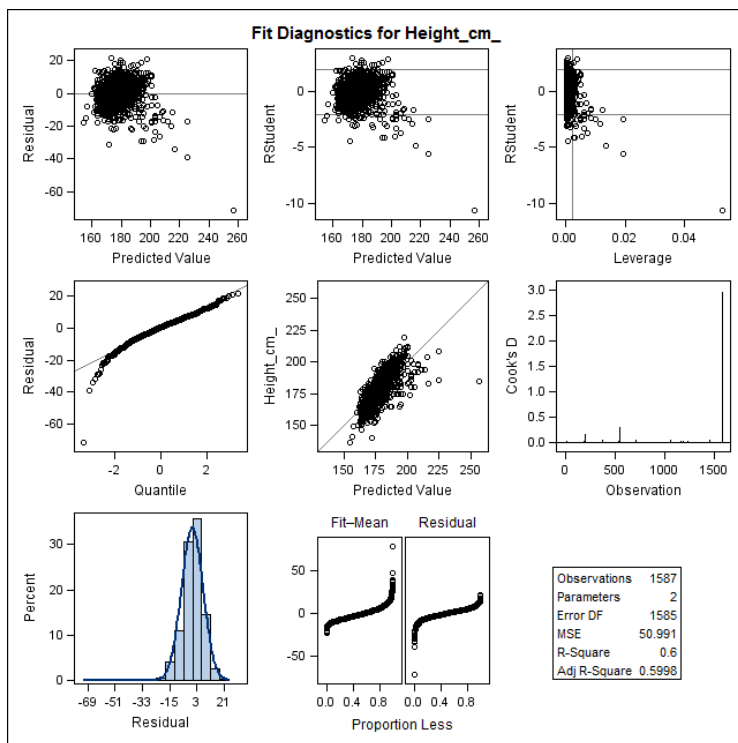 Fit Diagnostics for Height_cm_
20
0
-20
-40
-60
Residual
160 180 200 220 240 260
Predicted Value
0
-5
-10
RStudent
160 180 200 220 240 260
Predicted Value
0
-5
-10
RStudent
0.00 0.02 0.04
Leverage
20
0
-20
-40
-60
Residual
-2 0 2
Quantile
250
225
200
175
150
Height_cm_
150 175 200 225 250
Predicted Value
3.0
2.5
2.0
1.5
1.0
0.5
0.0
Cook's D
0 500 1000 1500
Observation
30
20
10
0
Percent
-69 -51 -33 -15 3 21
Residual
Fit–Mean Residual
50
0
-50
0.0 0.4 0.8 0.0 0.4 0.8
Proportion Less
Observations 1587
Parameters 2
Error DF 1585
MSE 50.991
R-Square 0.6
Adj R-Square 0.5998